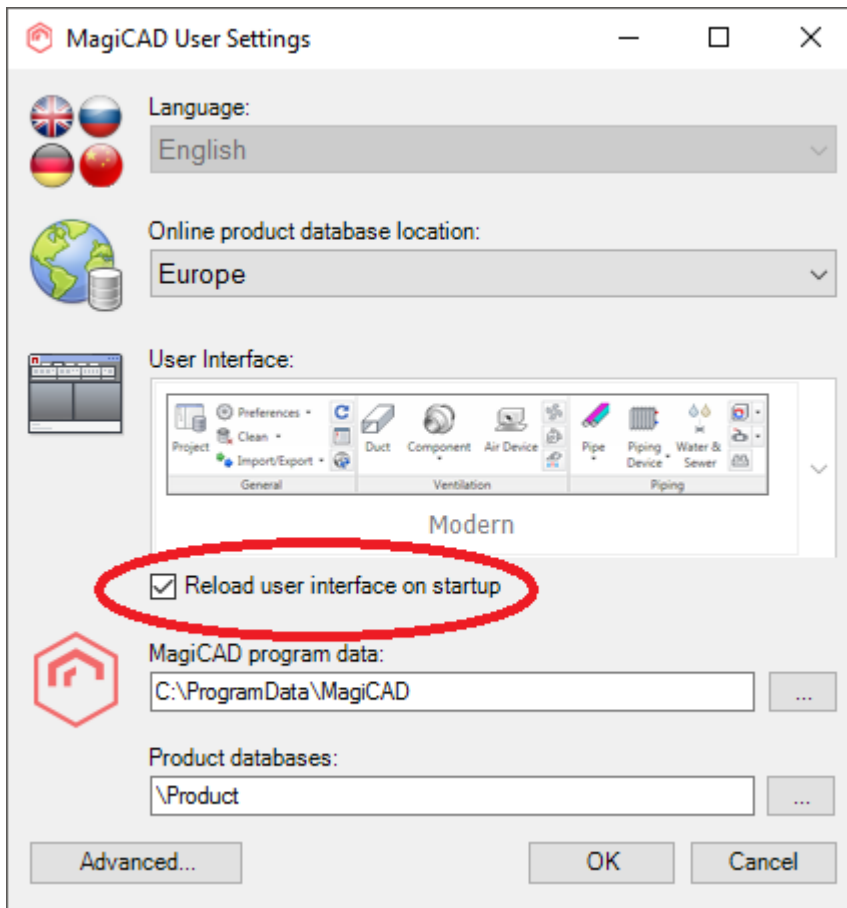 MagiCAD User Settings
Language:
English
Online product database location:
Europe
User Interface:
Project
Preferences
Clean
Import/Export
General
Duct
Component
Air Device
Ventilation
Pipe
Piping Device
Water & Sewer
Piping
Modern
Reload user interface on startup
MagiCAD program data:
C:\ProgramData\MagiCAD
...
Product databases:
\Product
...
Advanced...
OK
Cancel